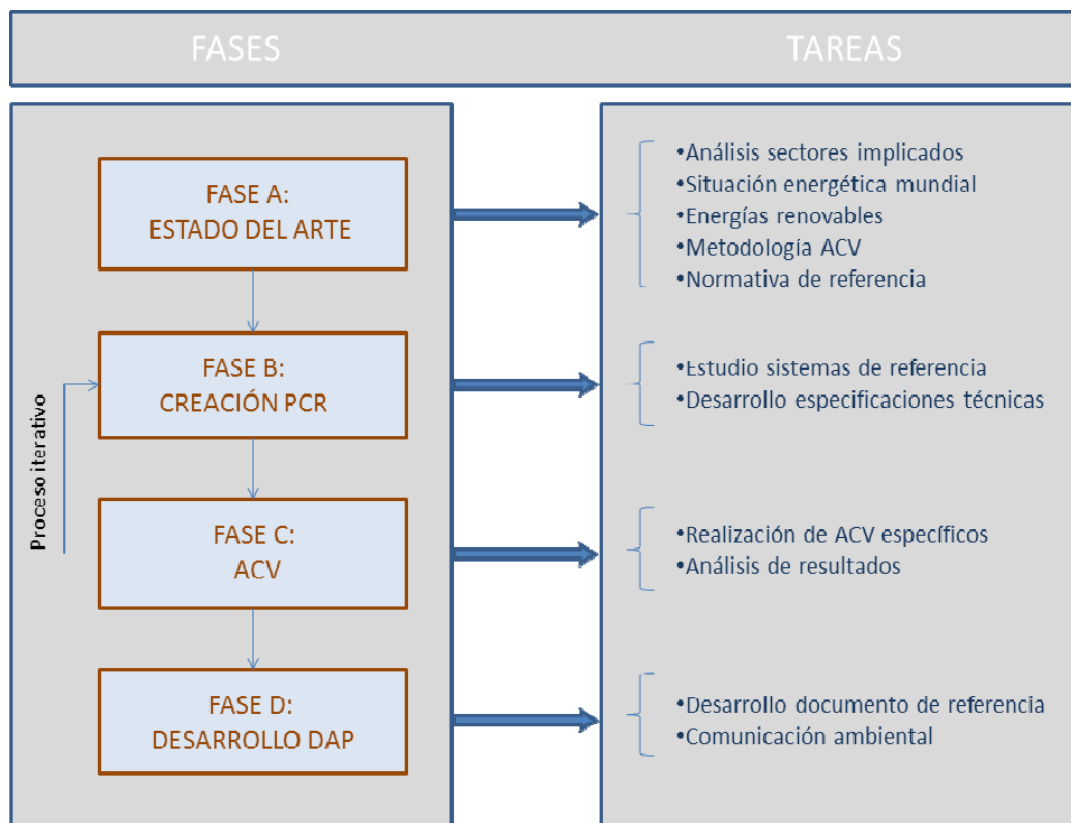 FASES
TAREAS
FASE A:
ESTADO DEL ARTE
•Análisis sectores implicados
•Situación energética mundial
•Energías renovables
•Metodología ACV
•Normativa de referencia
Proceso iterativo
FASE B:
CREACIÓN PCR
•Estudio sistemas de referencia
•Desarrollo especificaciones técnicas
FASE C:
ACV
•Realización de ACV específicos
•Análisis de resultados
FASE D:
DESARROLLO DAP
•Desarrollo documento de referencia
•Comunicación ambiental